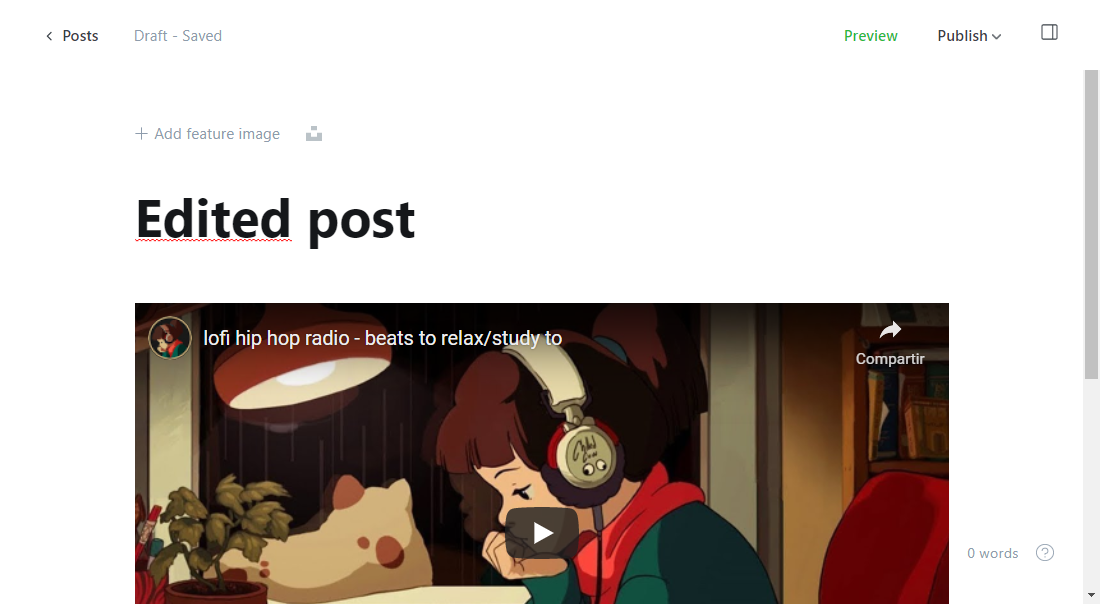 Posts
Draft - Saved
Preview
Publish
Add feature image
Edited post
lofi hip hop radio - beats to relax/study to
Compartir
0 words
?